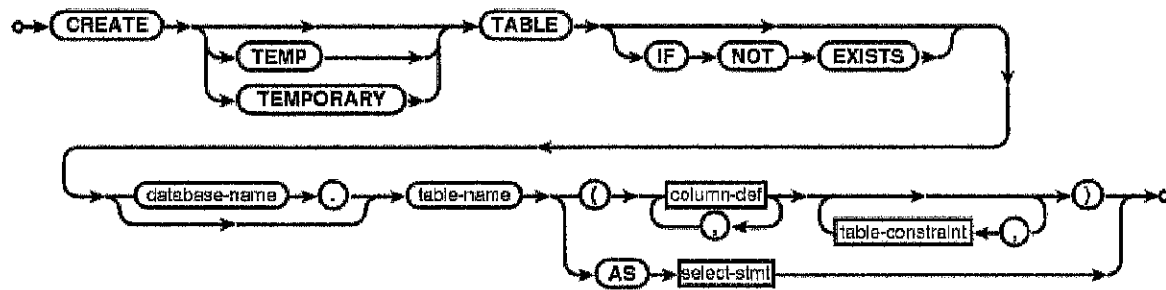 CREATE TABLE
TEMP IF NOT EXISTS
TEMPORARY
database-name . table-name ( column-def )
, table-constraint ,
AS select-stmt